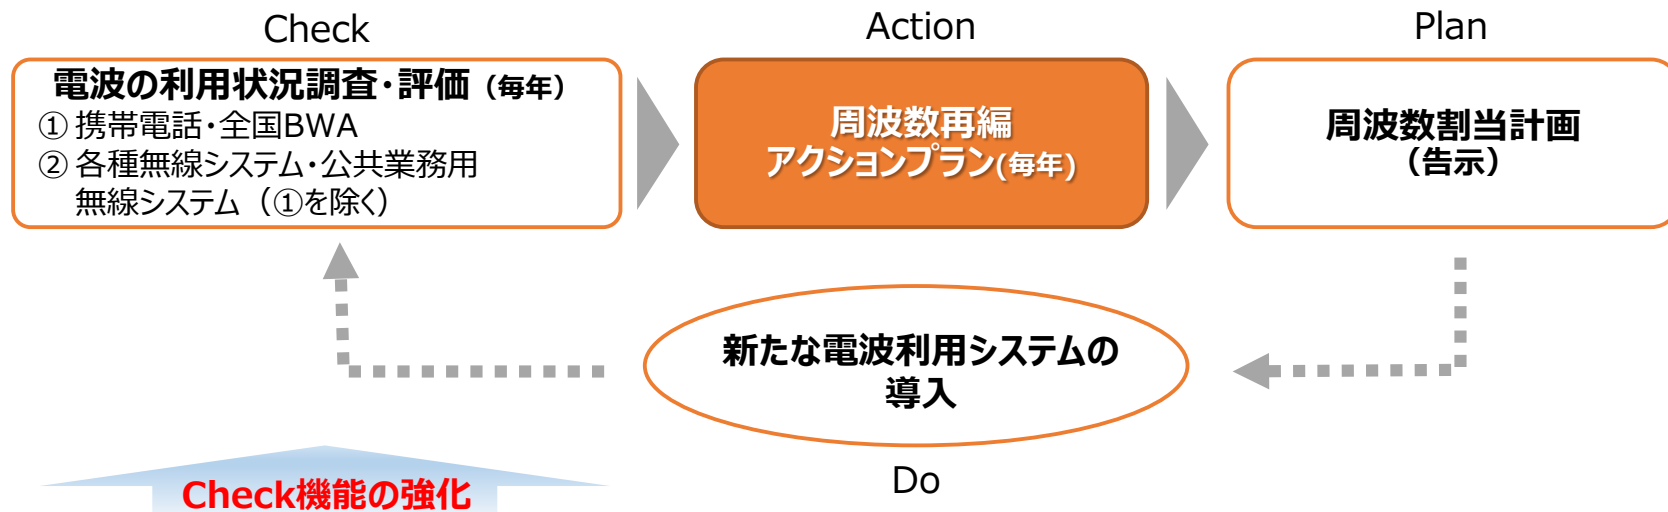 Check
Action
Plan
電波の利用状況調査・評価（毎年）
① 携帯電話・全国BWA
② 各種無線システム・公共業務用
無線システム（①を除く）
周波数再編
アクションプラン(毎年)
周波数割当計画
（告示）
新たな電波利用システムの
導入
Do
Check機能の強化